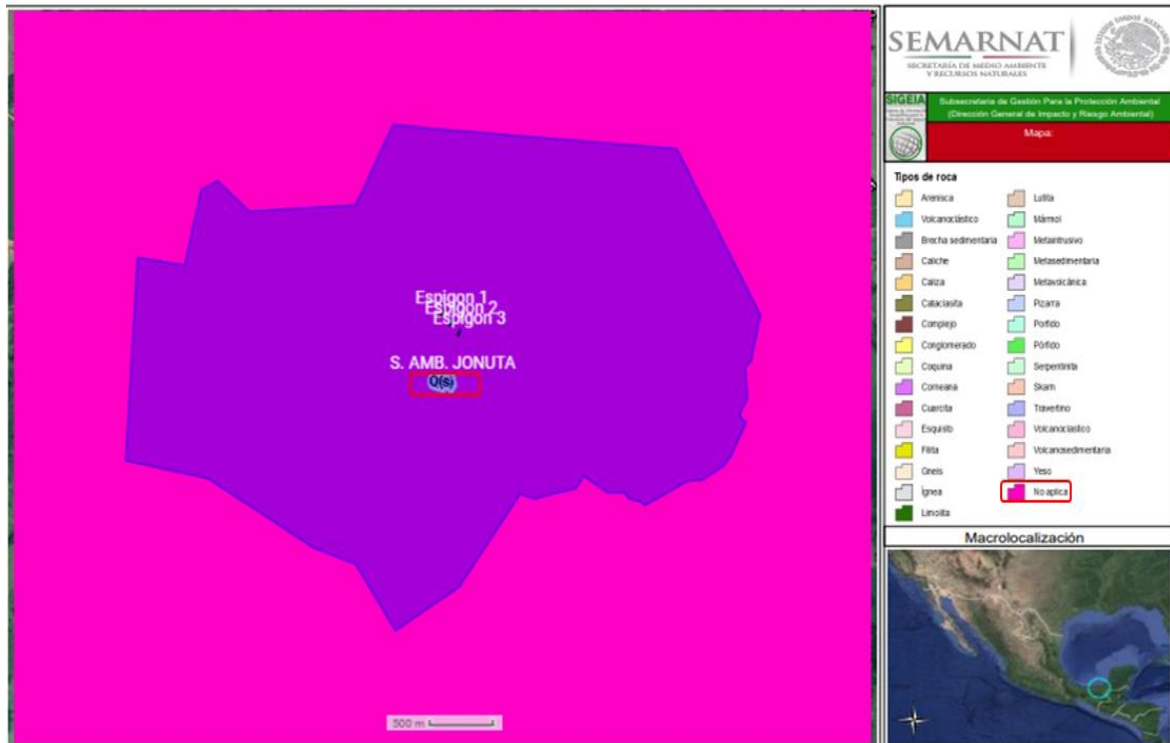 Espigon 1
Espigon 2
Espigon 3
S. AMB. JONUTA
Q(s)
500 m
SEMARNAT
SECRETARÍA DE MEDIO AMBIENTE
Y RECURSOS NATURALES
SIGEIA
Subsecretaria de Gestión Para la Protección Ambiental
(Dirección General de Impacto y Riesgo Ambiental)
Mapa:
Tipos de roca
Arenisca
Volcanoclástico
Brecha sedimentaria
Caliche
Caliza
Cataclasita
Complejo
Conglomerado
Coquina
Corneana
Cuarcita
Esquisto
Filita
Gneis
Ígnea
Limolita
Lutita
Mármol
Metaintrusivo
Metasedimentaria
Metavolcánica
Pizarra
Porfido
Pórfido
Serpentinita
Skarn
Travertino
Volcanoclastico
Volcanosedimentaria
Yeso
No aplica
Macrolocalización